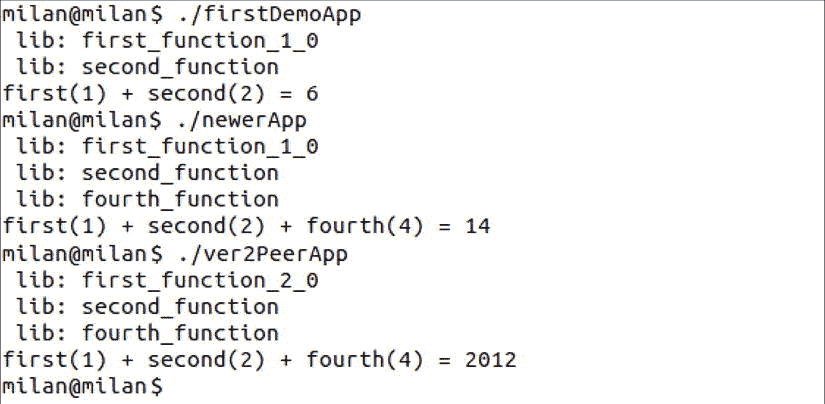 milan@milan$ ./firstDemoApp
 lib: first_function_1_0
 lib: second_function
first(1) + second(2) = 6
milan@milan$ ./newerApp
 lib: first_function_1_0
 lib: second_function
 lib: fourth_function
first(1) + second(2) + fourth(4) = 14
milan@milan$ ./ver2PeerApp
 lib: first_function_2_0
 lib: second_function
 lib: fourth_function
first(1) + second(2) + fourth(4) = 2012
milan@milan$